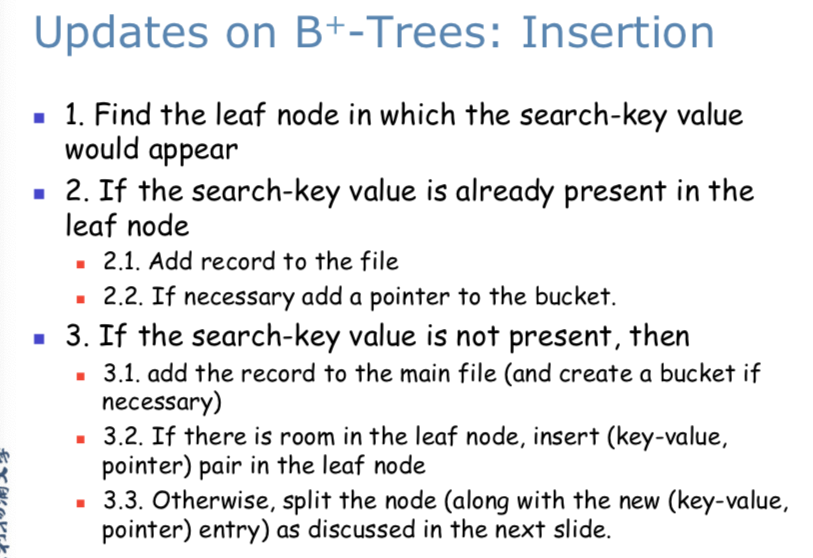 Updates on B⁺-Trees: Insertion
1. Find the leaf node in which the search-key value
would appear
2. If the search-key value is already present in the
leaf node
2.1. Add record to the file
2.2. If necessary add a pointer to the bucket.
3. If the search-key value is not present, then
3.1. add the record to the main file (and create a bucket if
necessary)
3.2. If there is room in the leaf node, insert (key-value,
pointer) pair in the leaf node
3.3. Otherwise, split the node (along with the new (key-value,
pointer) entry) as discussed in the next slide.